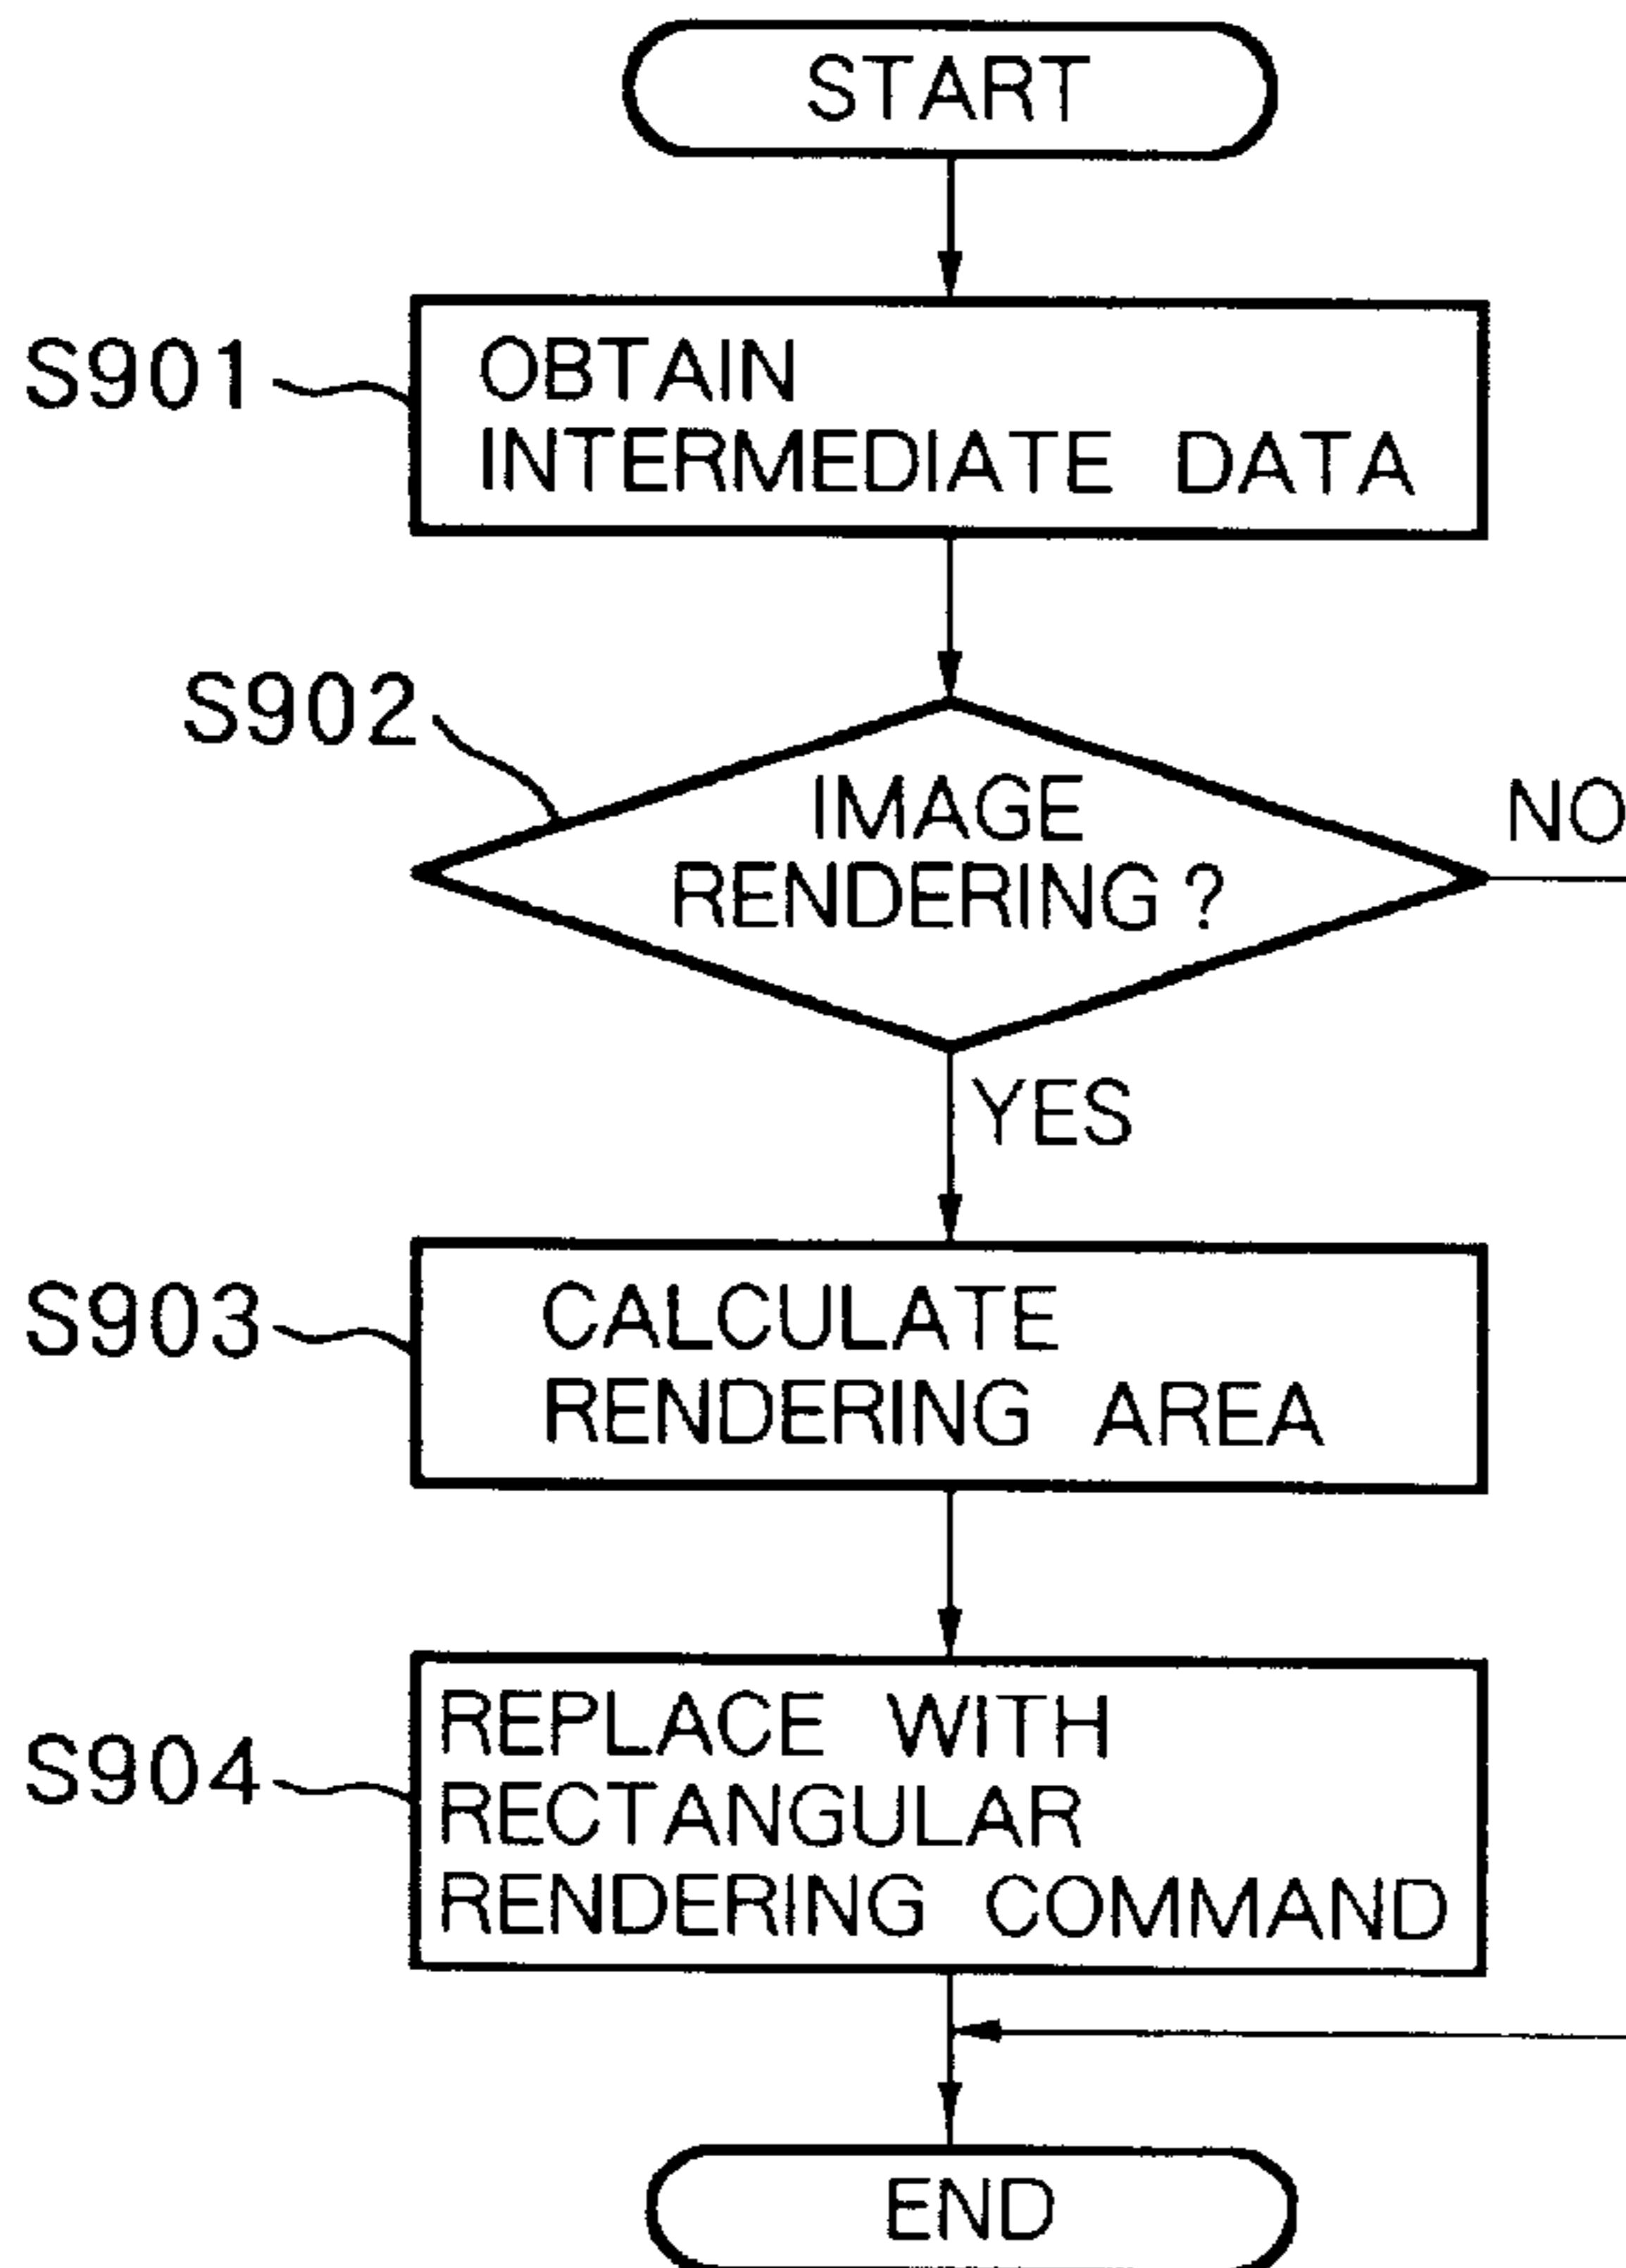 START
S901
OBTAIN
INTERMEDIATE DATA
S902
IMAGE
RENDERING?
NO
YES
S903
CALCULATE
RENDERING AREA
S904
REPLACE WITH
RECTANGULAR
RENDERING COMMAND
END